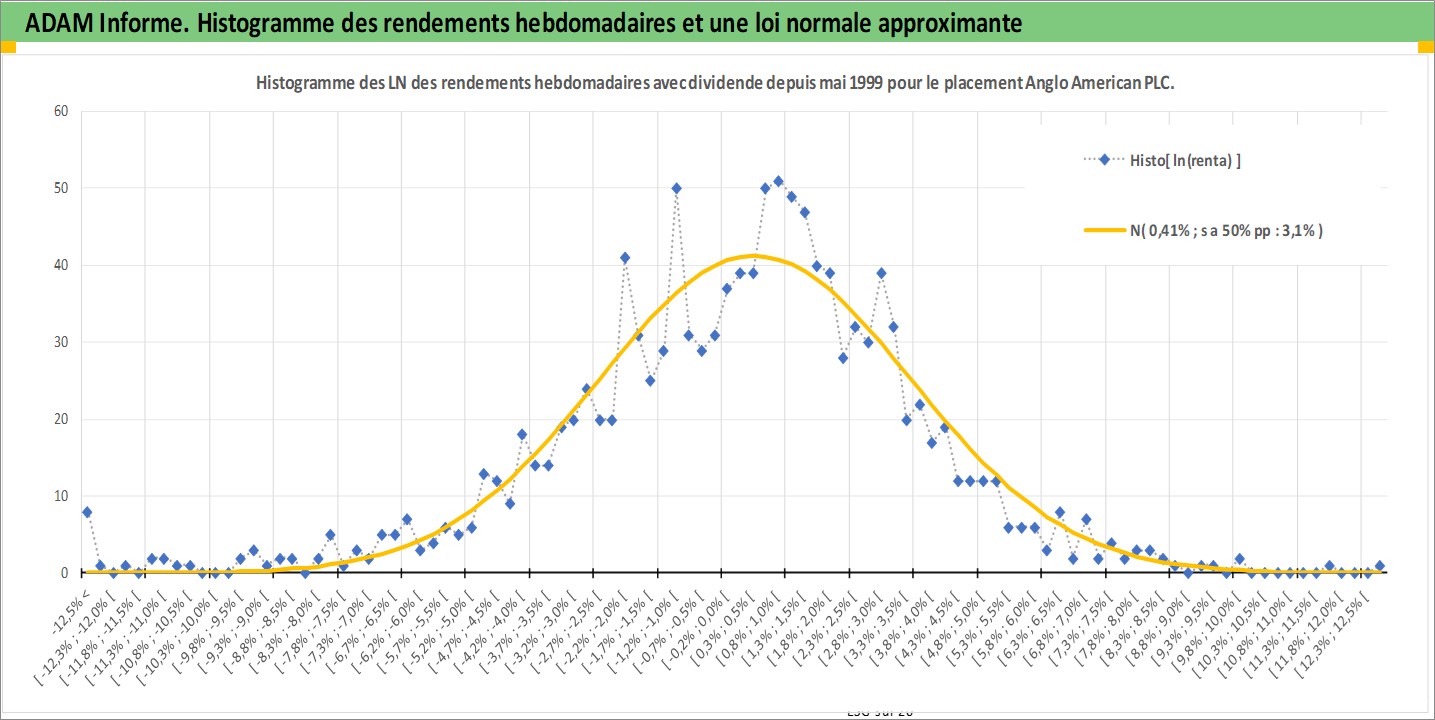 ADAM Informe. Histogramme des rendements hebdomadaires et une loi normale approximante
Histogramme des LN des rendements hebdomadaires avec dividende depuis mai 1999 pour le placement Anglo American PLC.
60
50
40
30
20
10
0
Histo[ ln(renta) ]
N( 0,41% ; s a 50% pp : 3,1% )
-12,5% <
[ -12,3% ; -12,0% [
[ -11,8% ; -11,5% [
[ -11,3% ; -11,0% [
[ -10,8% ; -10,5% [
[ -10,3% ; -10,0% [
[ -9,8% ; -9,5% [
[ -9,3% ; -9,0% [
[ -8,8% ; -8,5% [
[ -8,3% ; -8,0% [
[ -7,8% ; -7,5% [
[ -7,3% ; -7,0% [
[ -6,7% ; -6,5% [
[ -6,2% ; -6,0% [
[ -5,7% ; -5,5% [
[ -5,2% ; -5,0% [
[ -4,7% ; -4,5% [
[ -4,2% ; -4,0% [
[ -3,7% ; -3,5% [
[ -3,2% ; -3,0% [
[ -2,7% ; -2,5% [
[ -2,2% ; -2,0% [
[ -1,7% ; -1,5% [
[ -1,2% ; -1,0% [
[ -0,7% ; -0,5% [
[ -0,2% ; 0,0% [
[ 0,3% ; 0,5% [
[ 0,8% ; 1,0% [
[ 1,3% ; 1,5% [
[ 1,8% ; 2,0% [
[ 2,3% ; 2,5% [
[ 2,8% ; 3,0% [
[ 3,3% ; 3,5% [
[ 3,8% ; 4,0% [
[ 4,3% ; 4,5% [
[ 4,8% ; 5,0% [
[ 5,3% ; 5,5% [
[ 5,8% ; 6,0% [
[ 6,3% ; 6,5% [
[ 6,8% ; 7,0% [
[ 7,3% ; 7,5% [
[ 7,8% ; 8,0% [
[ 8,3% ; 8,5% [
[ 8,8% ; 9,0% [
[ 9,3% ; 9,5% [
[ 9,8% ; 10,0% [
[ 10,3% ; 10,5% [
[ 10,8% ; 11,0% [
[ 11,3% ; 11,5% [
[ 11,8% ; 12,0% [
[ 12,3% ; 12,5% [